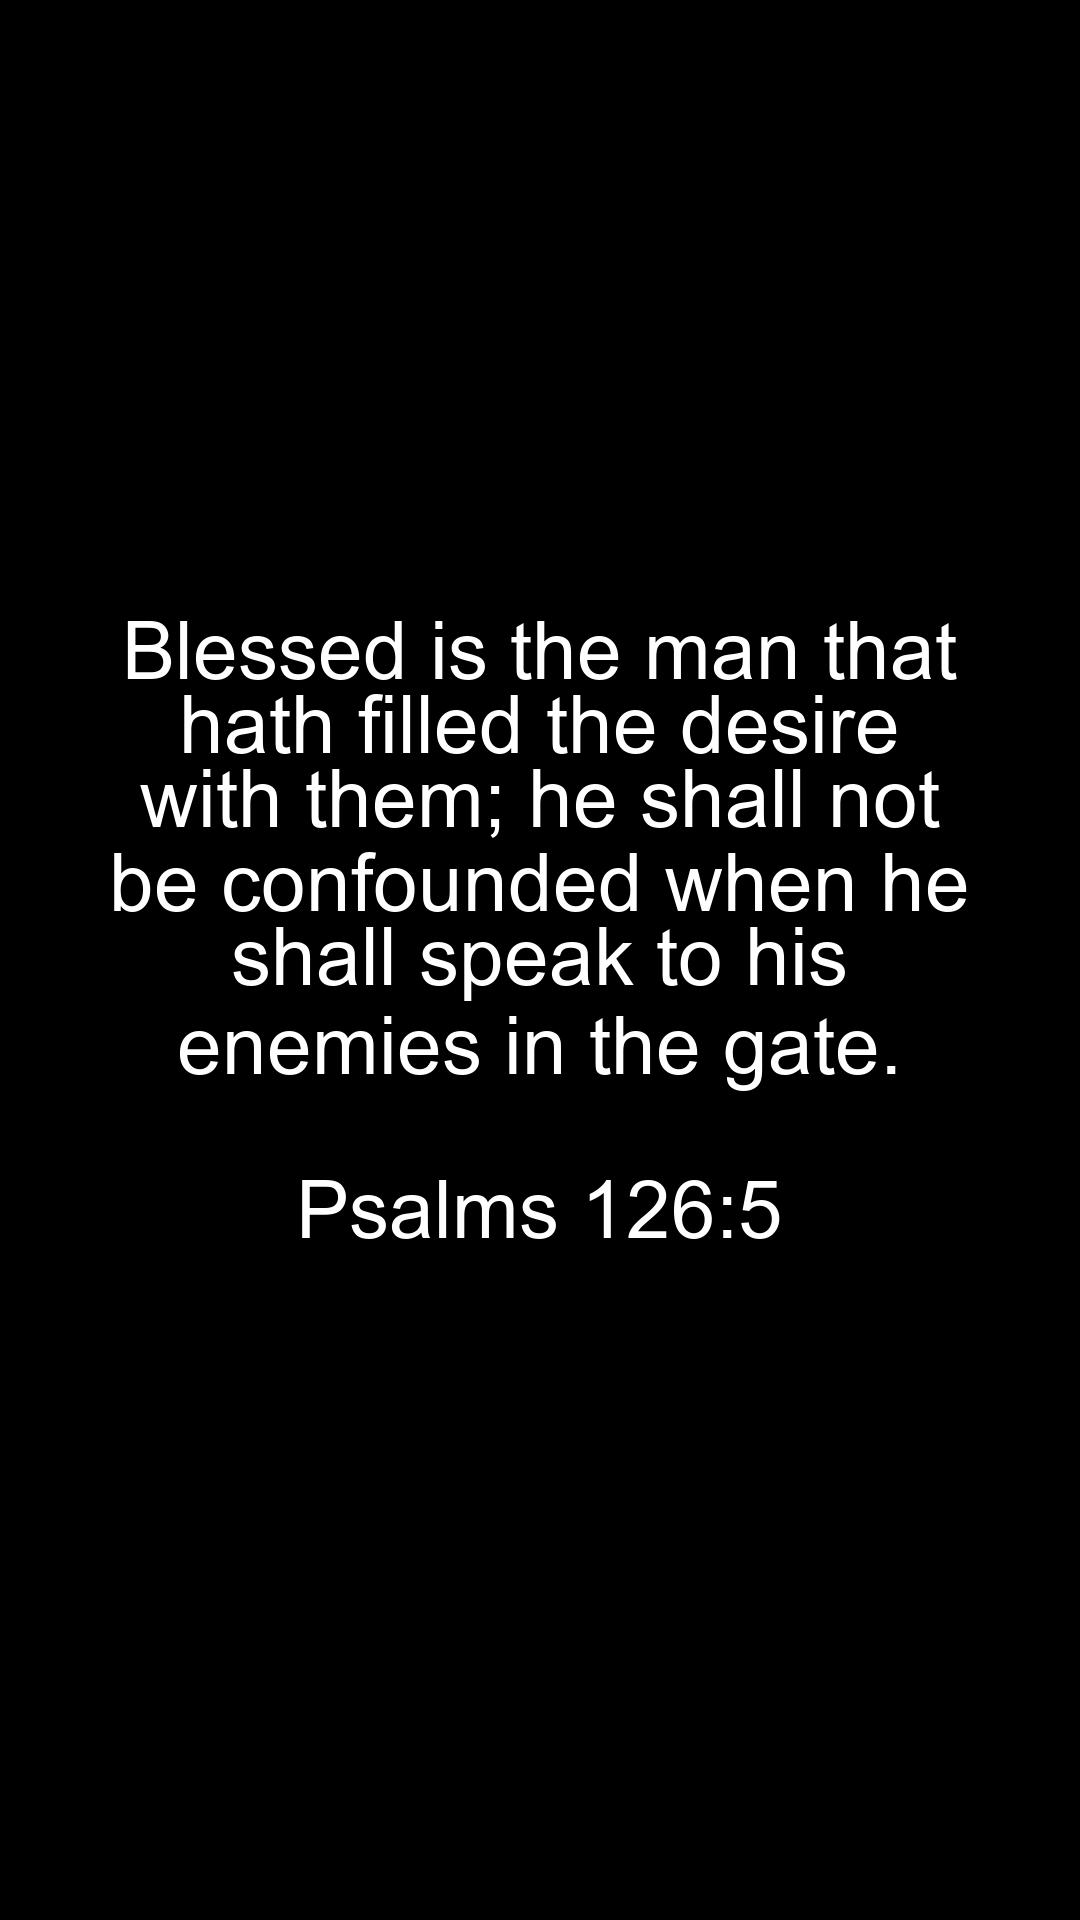 Blessed is the man that
hath filled the desire
with them; he shall not
be confounded when he
shall speak to his
enemies in the gate.
Psalms 126:5